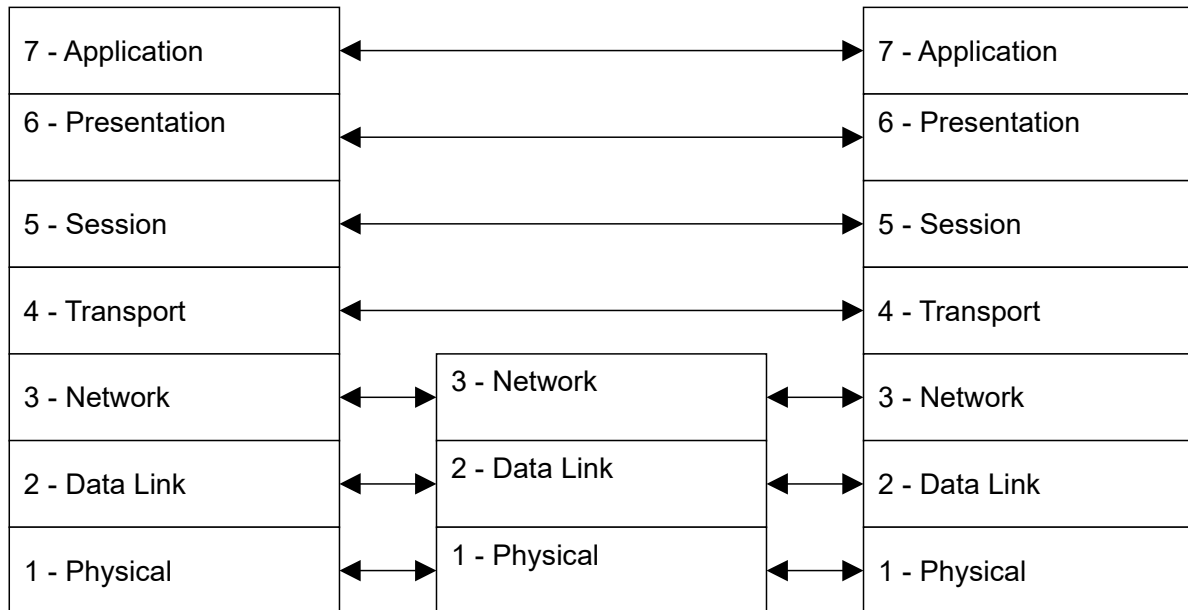 7 - Application
6 - Presentation
5 - Session
4 - Transport
3 - Network
2 - Data Link
1 - Physical
3 - Network
2 - Data Link
1 - Physical
7 - Application
6 - Presentation
5 - Session
4 - Transport
3 - Network
2 - Data Link
1 - Physical